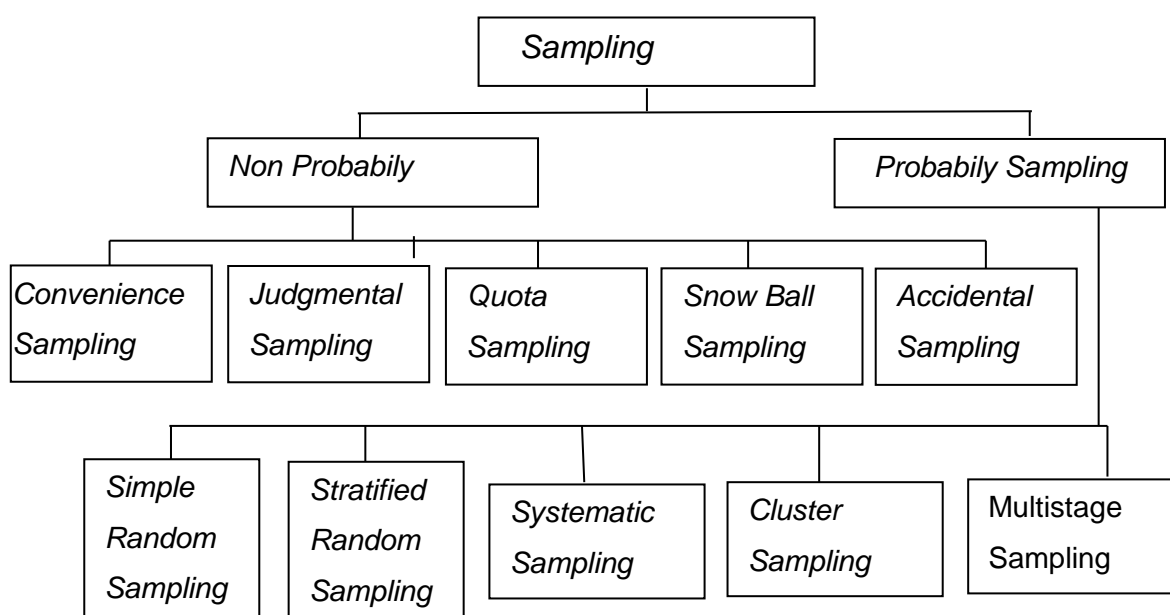 Sampling
Non Probabily
Probabily Sampling
Convenience
Sampling
Judgmental
Sampling
Quota
Sampling
Snow Ball
Sampling
Accidental
Sampling
Simple
Random
Sampling
Stratified
Random
Sampling
Systematic
Sampling
Cluster
Sampling
Multistage
Sampling